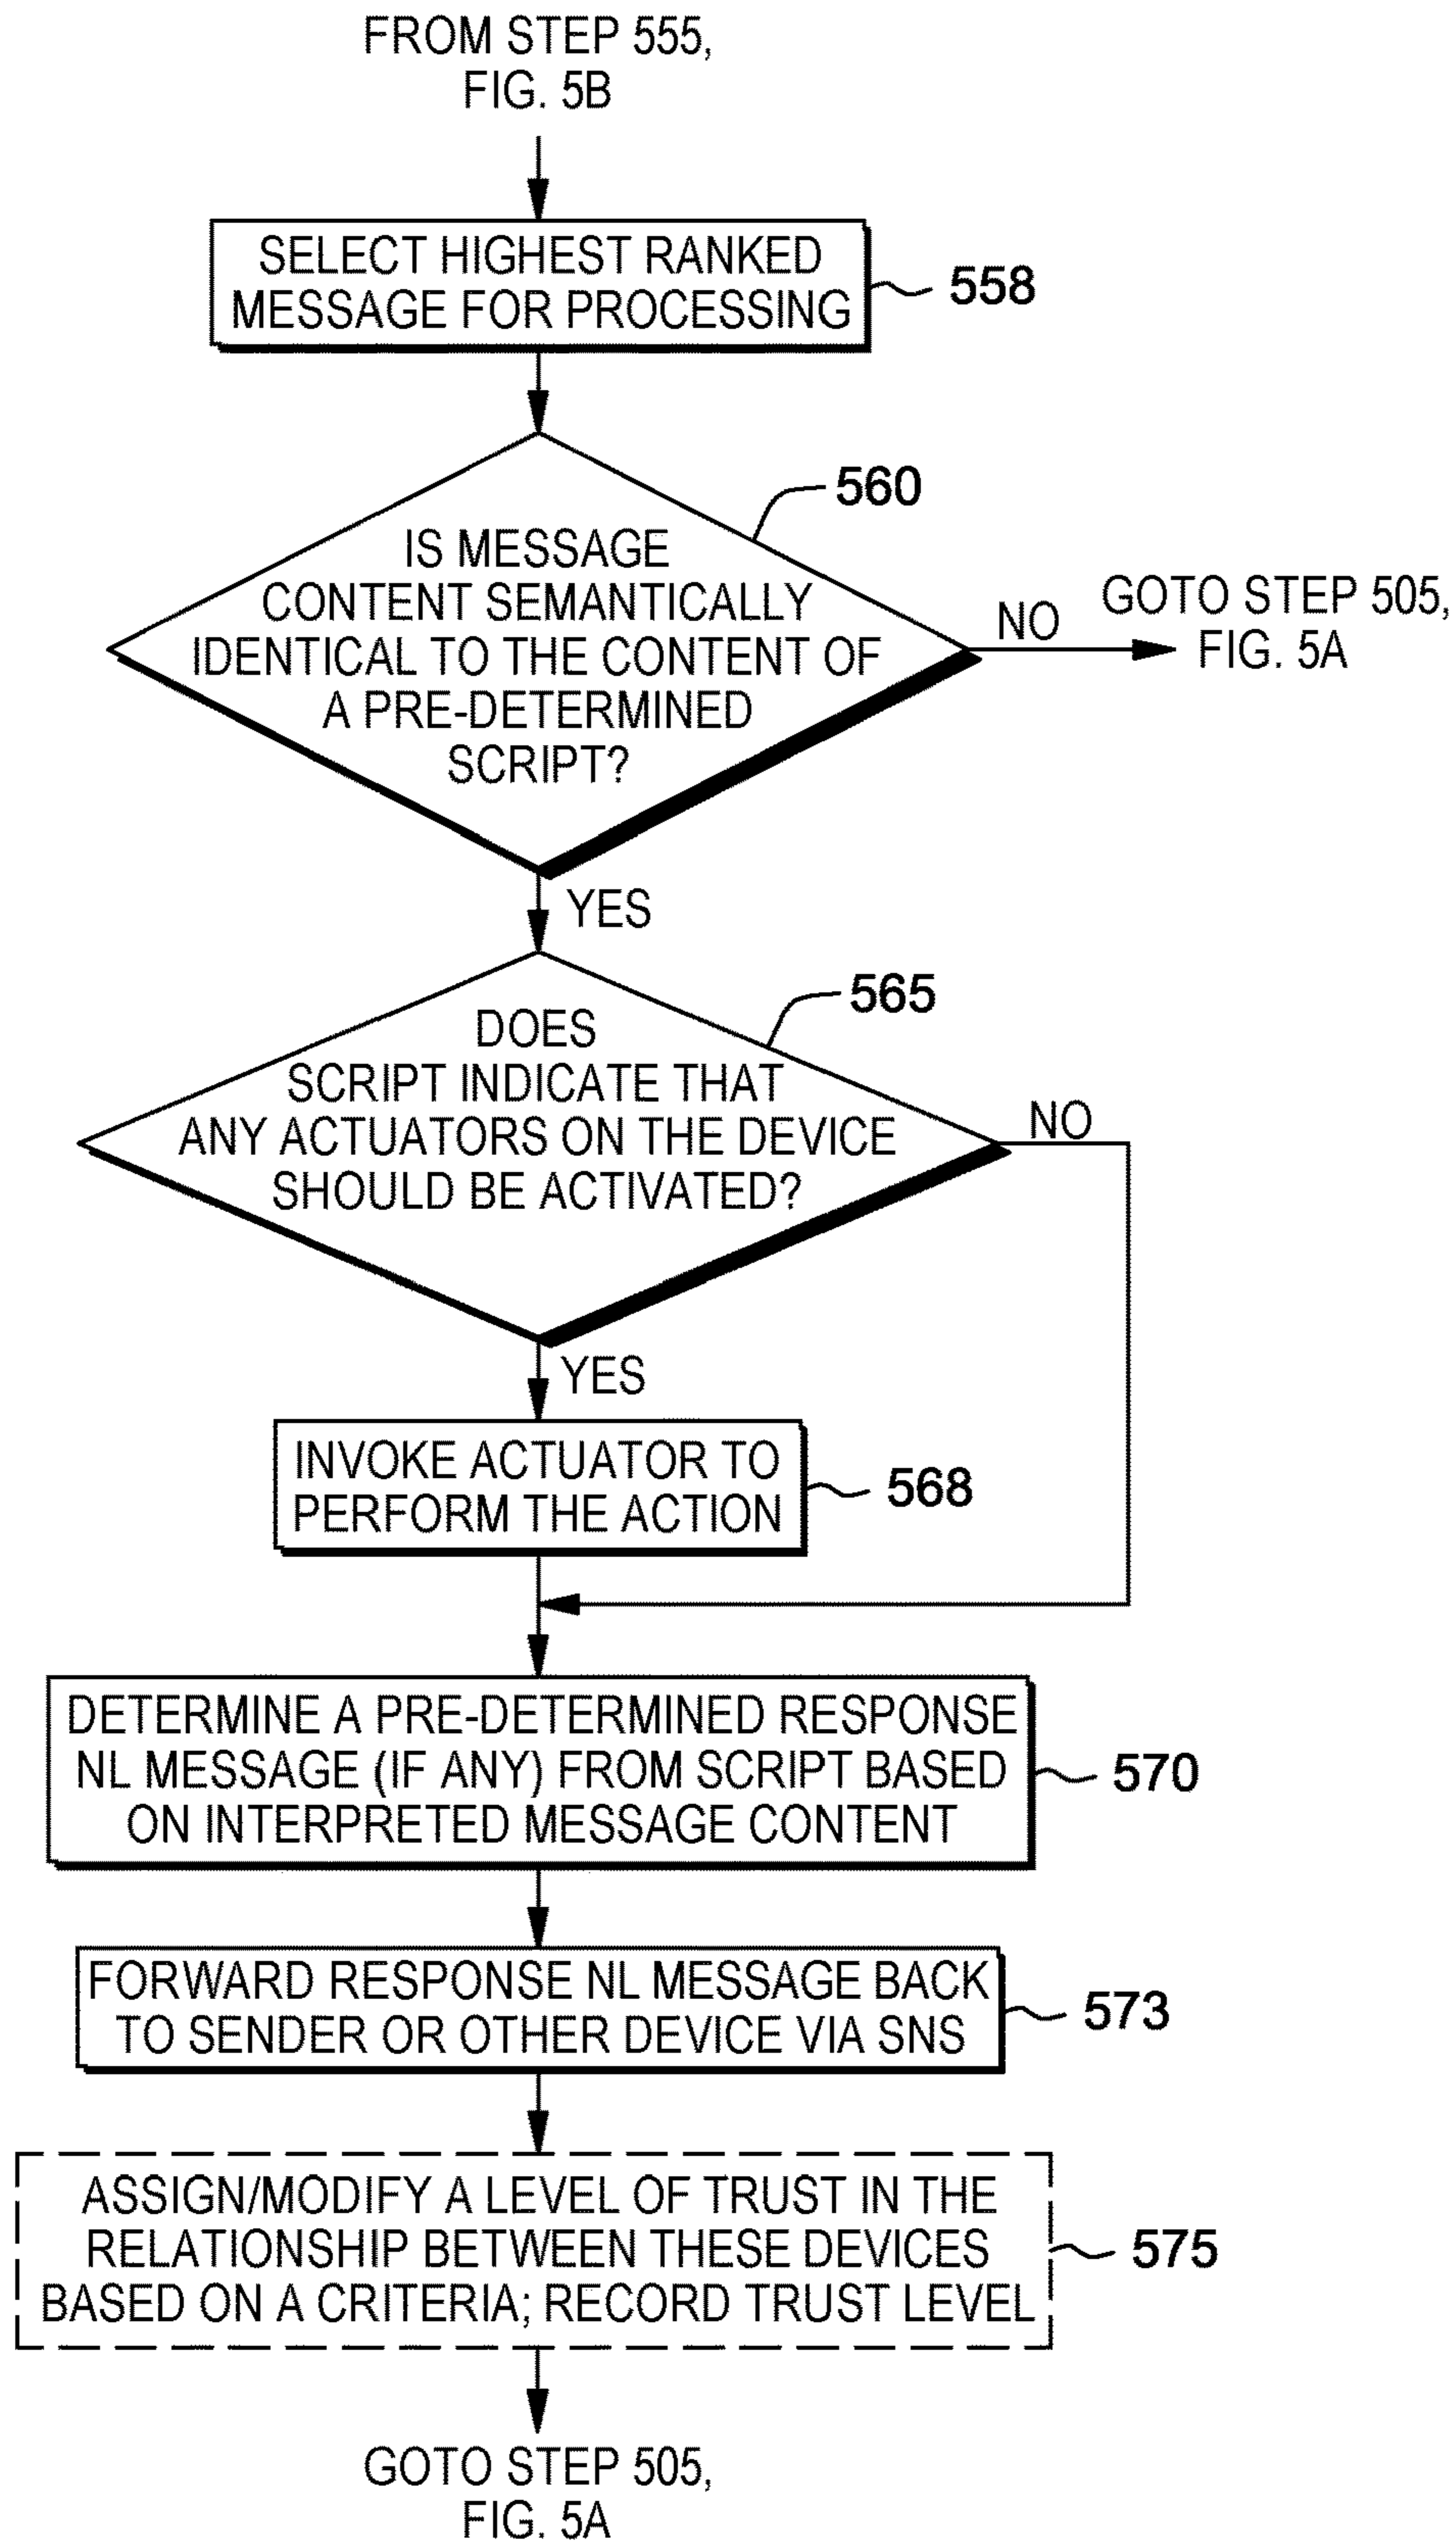 FROM STEP 555,
FIG. 5B
SELECT HIGHEST RANKED
MESSAGE FOR PROCESSING
558
560
IS MESSAGE
CONTENT SEMANTICALLY
IDENTICAL TO THE CONTENT OF
A PRE-DETERMINED
SCRIPT?
NO
GOTO STEP 505,
FIG. 5A
YES
565
DOES
SCRIPT INDICATE THAT
ANY ACTUATORS ON THE DEVICE
SHOULD BE ACTIVATED?
NO
YES
INVOKE ACTUATOR TO
PERFORM THE ACTION
568
DETERMINE A PRE-DETERMINED RESPONSE
NL MESSAGE (IF ANY) FROM SCRIPT BASED
ON INTERPRETED MESSAGE CONTENT
570
FORWARD RESPONSE NL MESSAGE BACK
TO SENDER OR OTHER DEVICE VIA SNS
573
ASSIGN/MODIFY A LEVEL OF TRUST IN THE
RELATIONSHIP BETWEEN THESE DEVICES
BASED ON A CRITERIA; RECORD TRUST LEVEL
575
GOTO STEP 505,
FIG. 5A